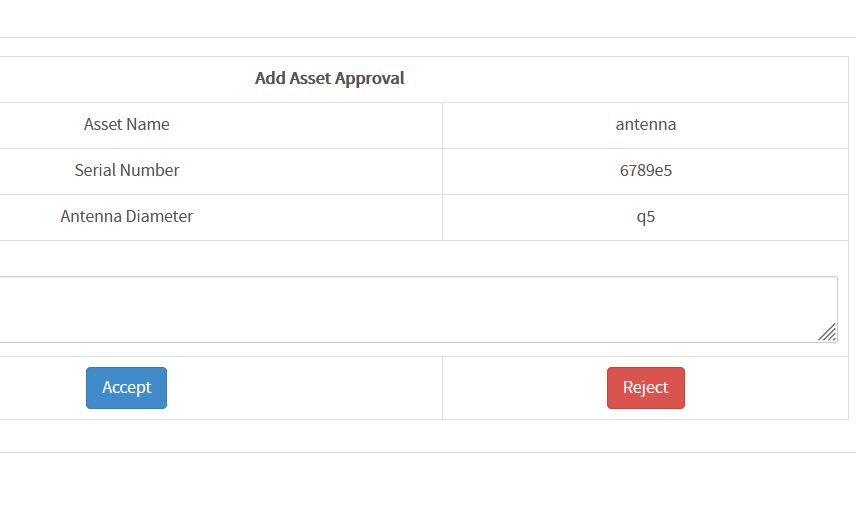 Add Asset Approval
Asset Name antenna
Serial Number 6789e5
Antenna Diameter q5
Accept Reject